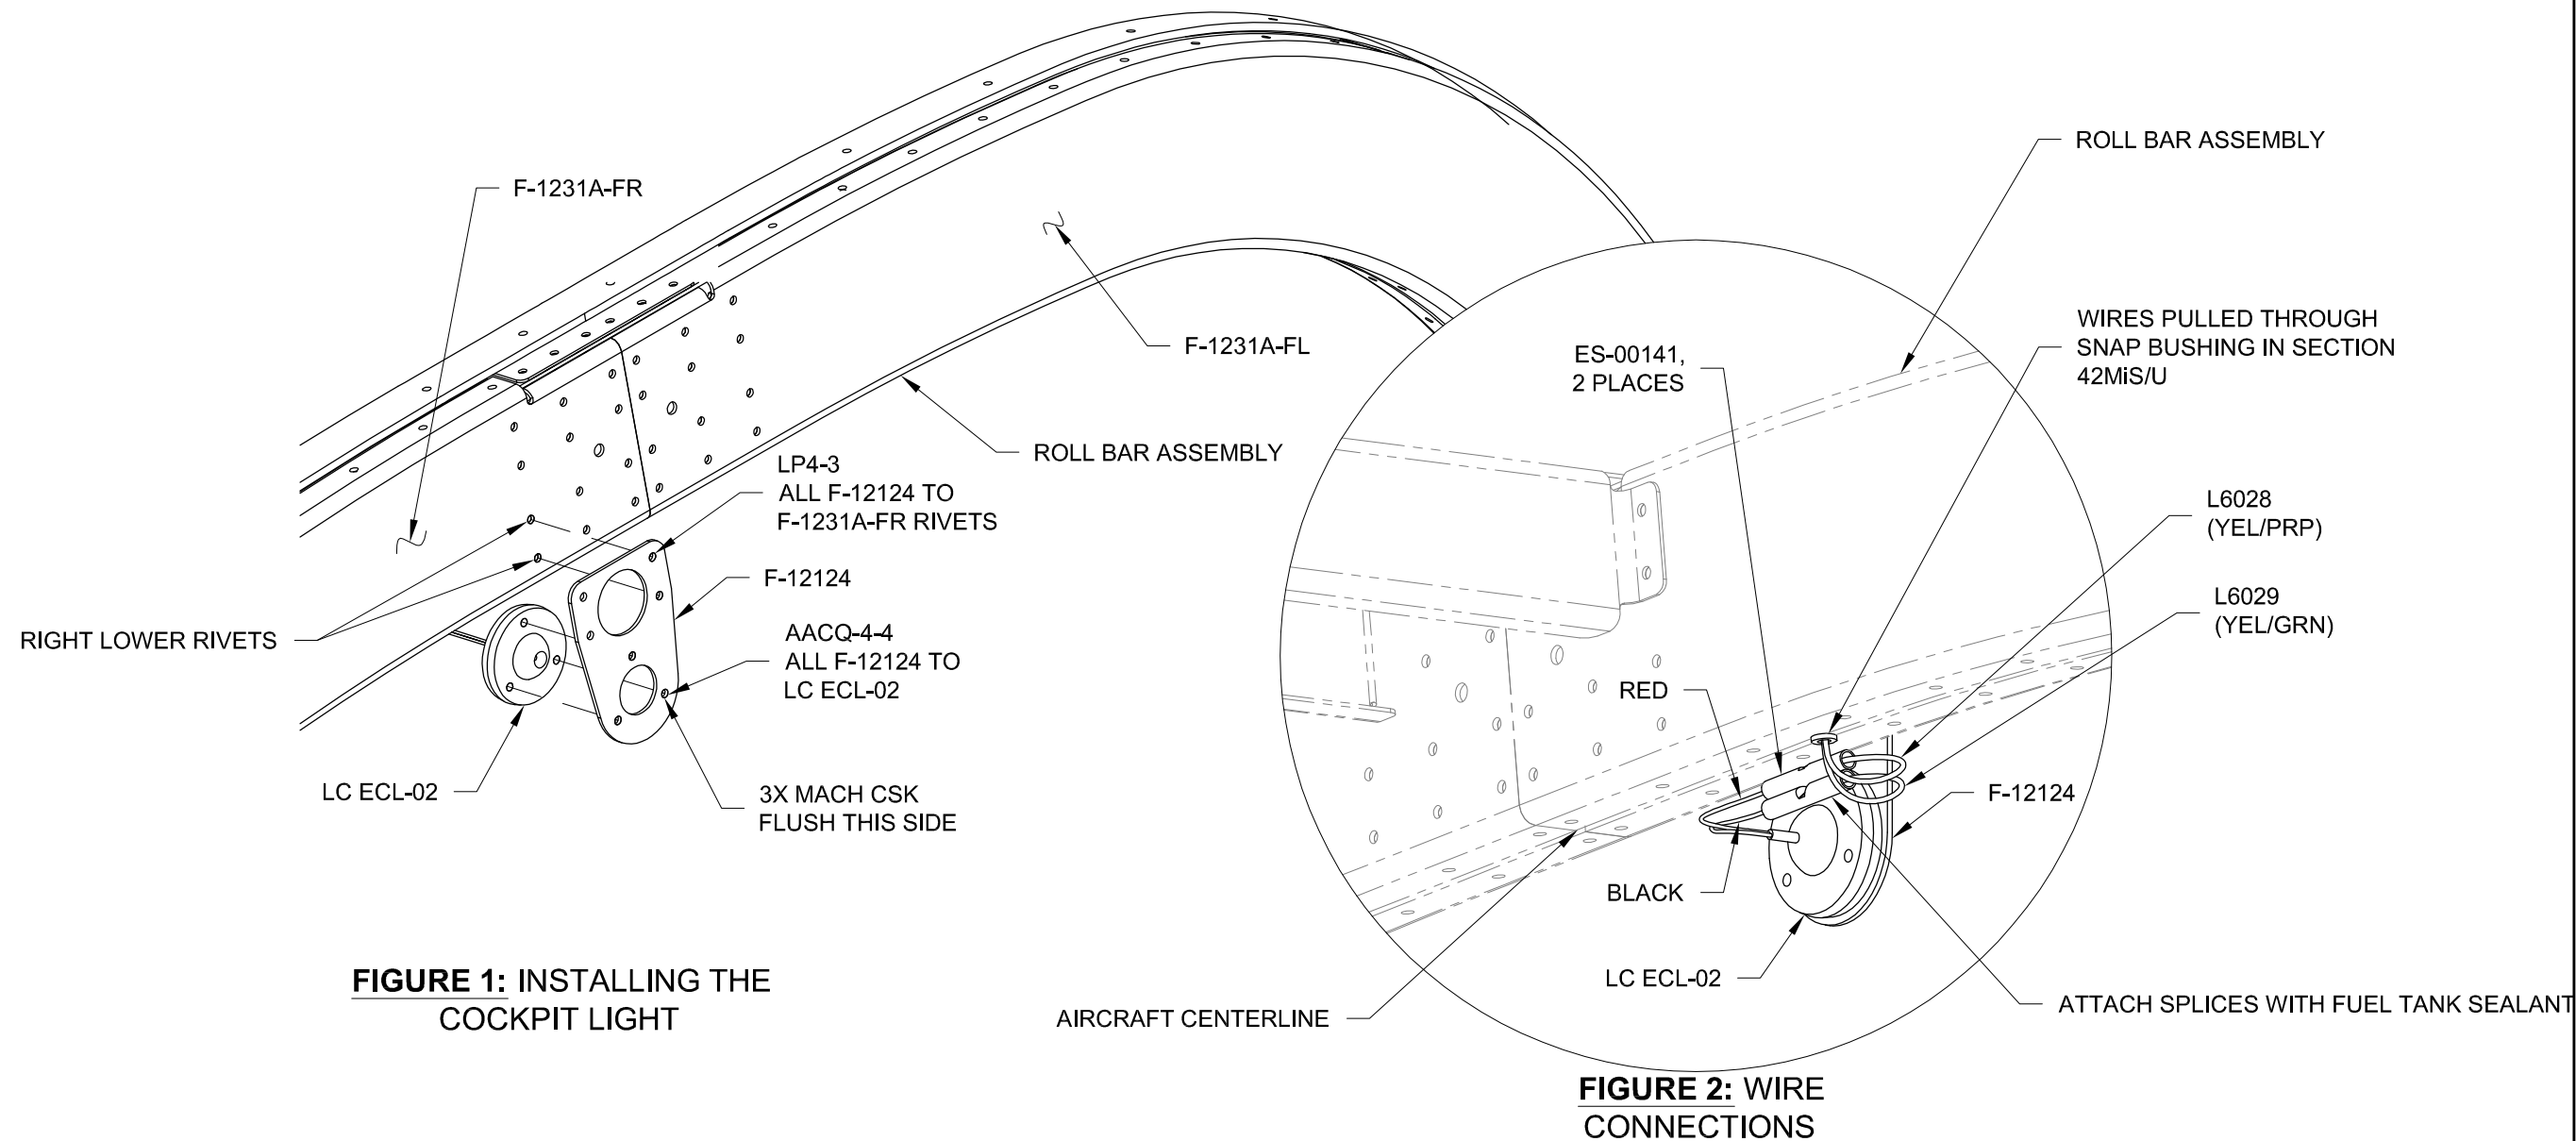 F-1231A-FR
F-1231A-FL
ROLL BAR ASSEMBLY
LP4-3
ALL F-12124 TO
F-1231A-FR RIVETS
F-12124
RIGHT LOWER RIVETS
AACQ-4-4
ALL F-12124 TO
LC ECL-02
LC ECL-02
3X MACH CSK
FLUSH THIS SIDE
FIGURE 1: INSTALLING THE
COCKPIT LIGHT
ROLL BAR ASSEMBLY
WIRES PULLED THROUGH
SNAP BUSHING IN SECTION
42MiS/U
ES-00141,
2 PLACES
L6028
(YEL/PRP)
L6029
(YEL/GRN)
RED
F-12124
BLACK
LC ECL-02
ATTACH SPLICES WITH FUEL TANK SEALANT
AIRCRAFT CENTERLINE
FIGURE 2: WIRE
CONNECTIONS